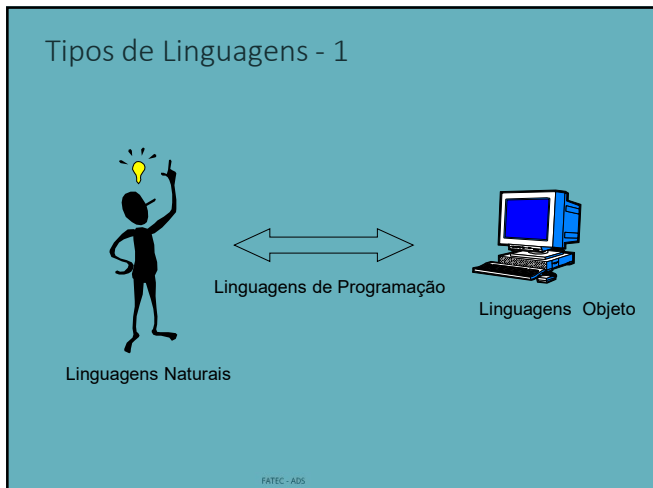 Tipos de Linguagens - 1
Linguagens de Programação
Linguagens Objeto
Linguagens Naturais
FATEC - ADS